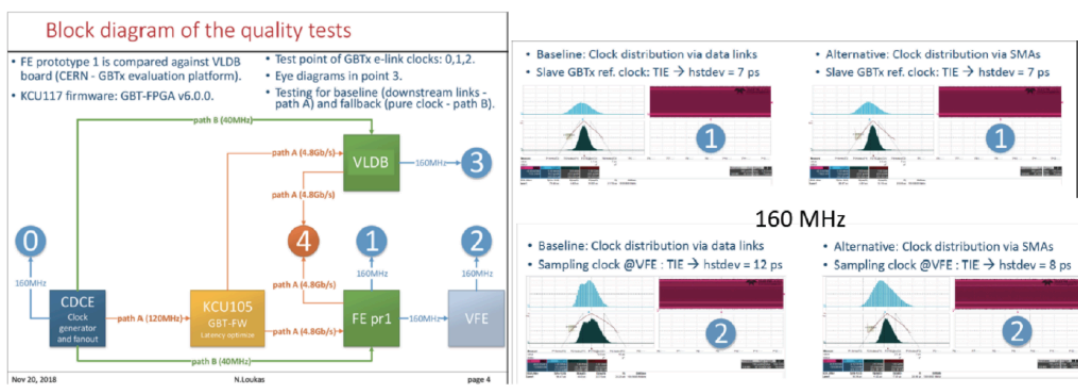 Block diagram of the quality tests
• FE prototype 1 is compared against VLDB
board (CERN - GBTx evaluation platform).
• KCU117 firmware: GBT-FPGA v6.0.0.
• Test point of GBTx e-link clocks: 0,1,2.
• Eye diagrams in point 3.
• Testing for baseline (downstream links -
path A) and fallback (pure clock - path B).
path B (40MHz)
path A (4.8Gb/s)
VLDB
160MHz
3
path A (4.8Gb/s)
0
4
1
2
160MHz
160MHz
160MHz
path A (4.8Gb/s)
CDCE
Clock
generator
and fanout
path A (120MHz)
KCU105
GBT-FW
Latency optimize
path A (4.8Gb/s)
FE pr1
160MHz
VFE
path B (40MHz)
Nov 20, 2018
N.Loukas
page 4
• Baseline: Clock distribution via data links
• Slave GBTx ref. clock: TIE → hstdev = 7 ps
1
• Alternative: Clock distribution via SMAs
• Slave GBTx ref. clock: TIE → hstdev = 7 ps
1
160 MHz
• Baseline: Clock distribution via data links
• Sampling clock @VFE : TIE → hstdev = 12 ps
2
• Alternative: Clock distribution via SMAs
• Sampling clock @VFE : TIE → hstdev = 8 ps
2